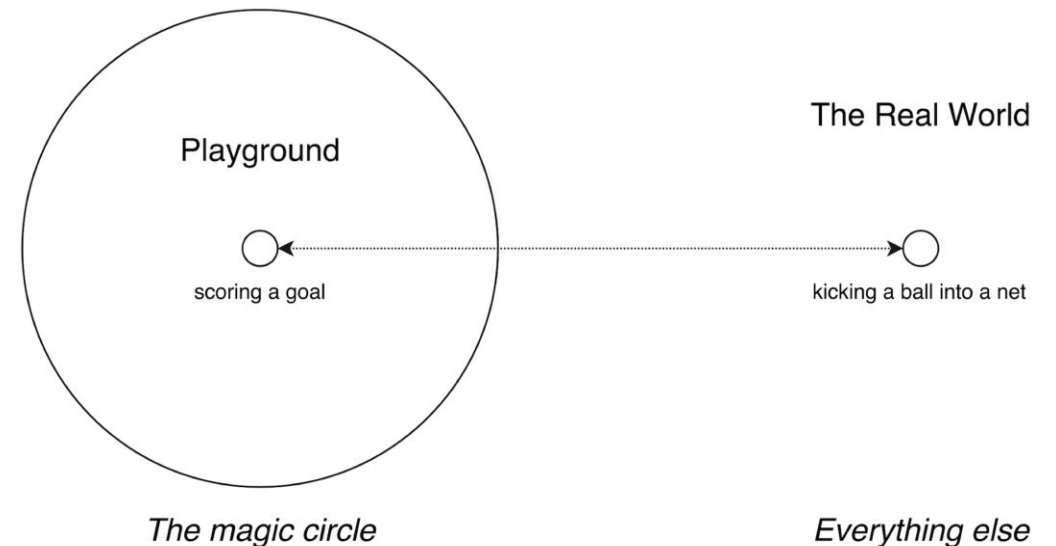 The Real World
Playground
scoring a goal
kicking a ball into a net
The magic circle
Everything else